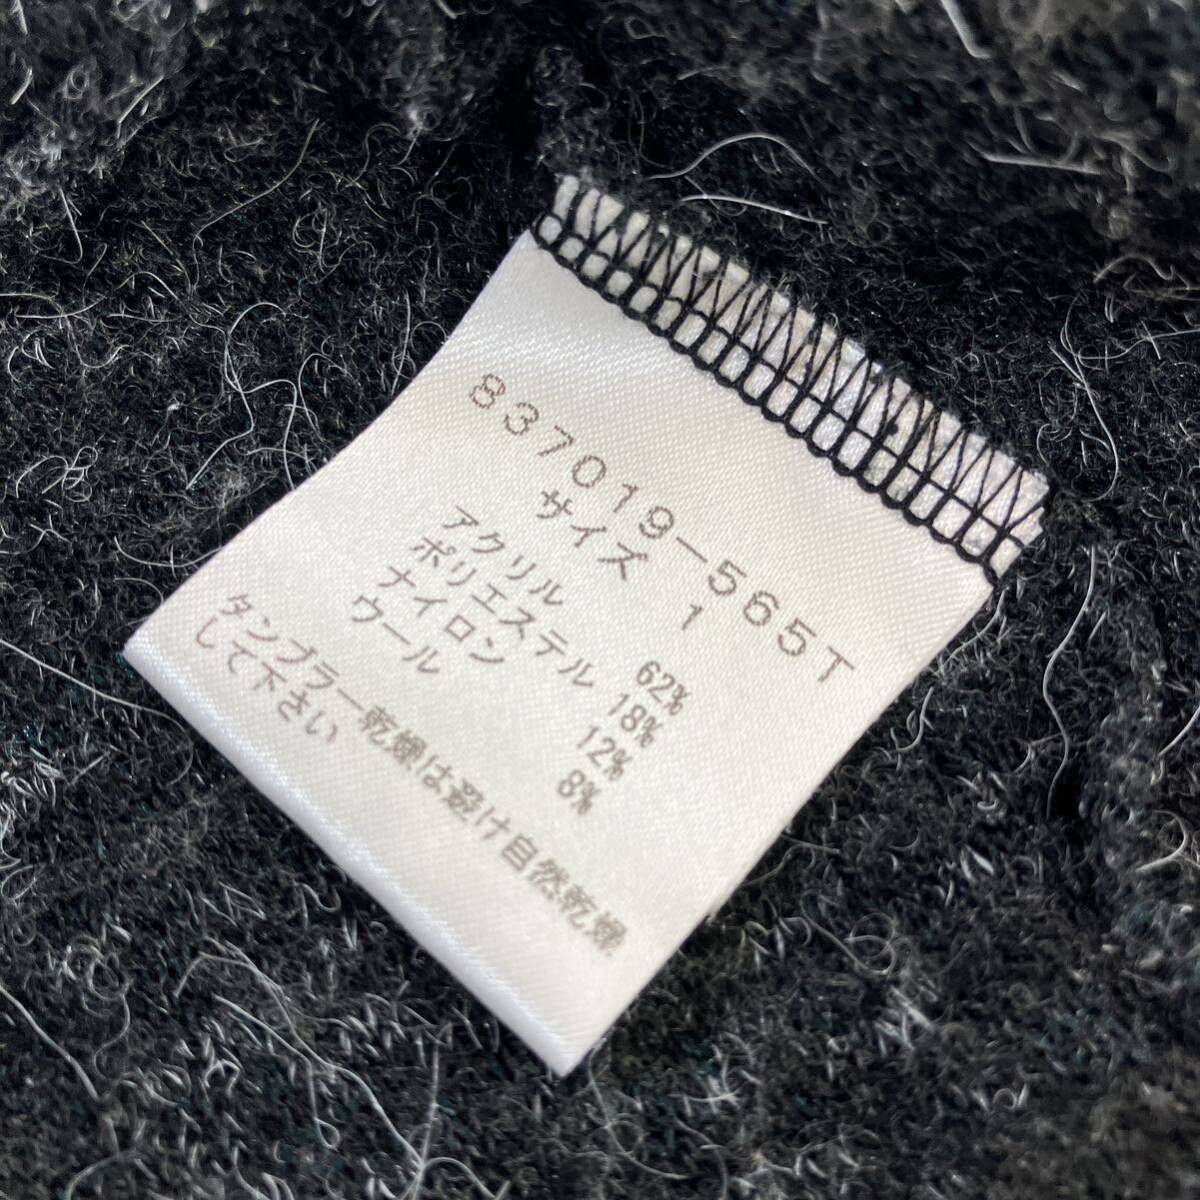 837019-565T
サイズ 1
アクリル 62%
ポリエステル 18%
ナイロン 12%
ウール 8%
タンブラー乾燥は避け自然乾燥
して下さい